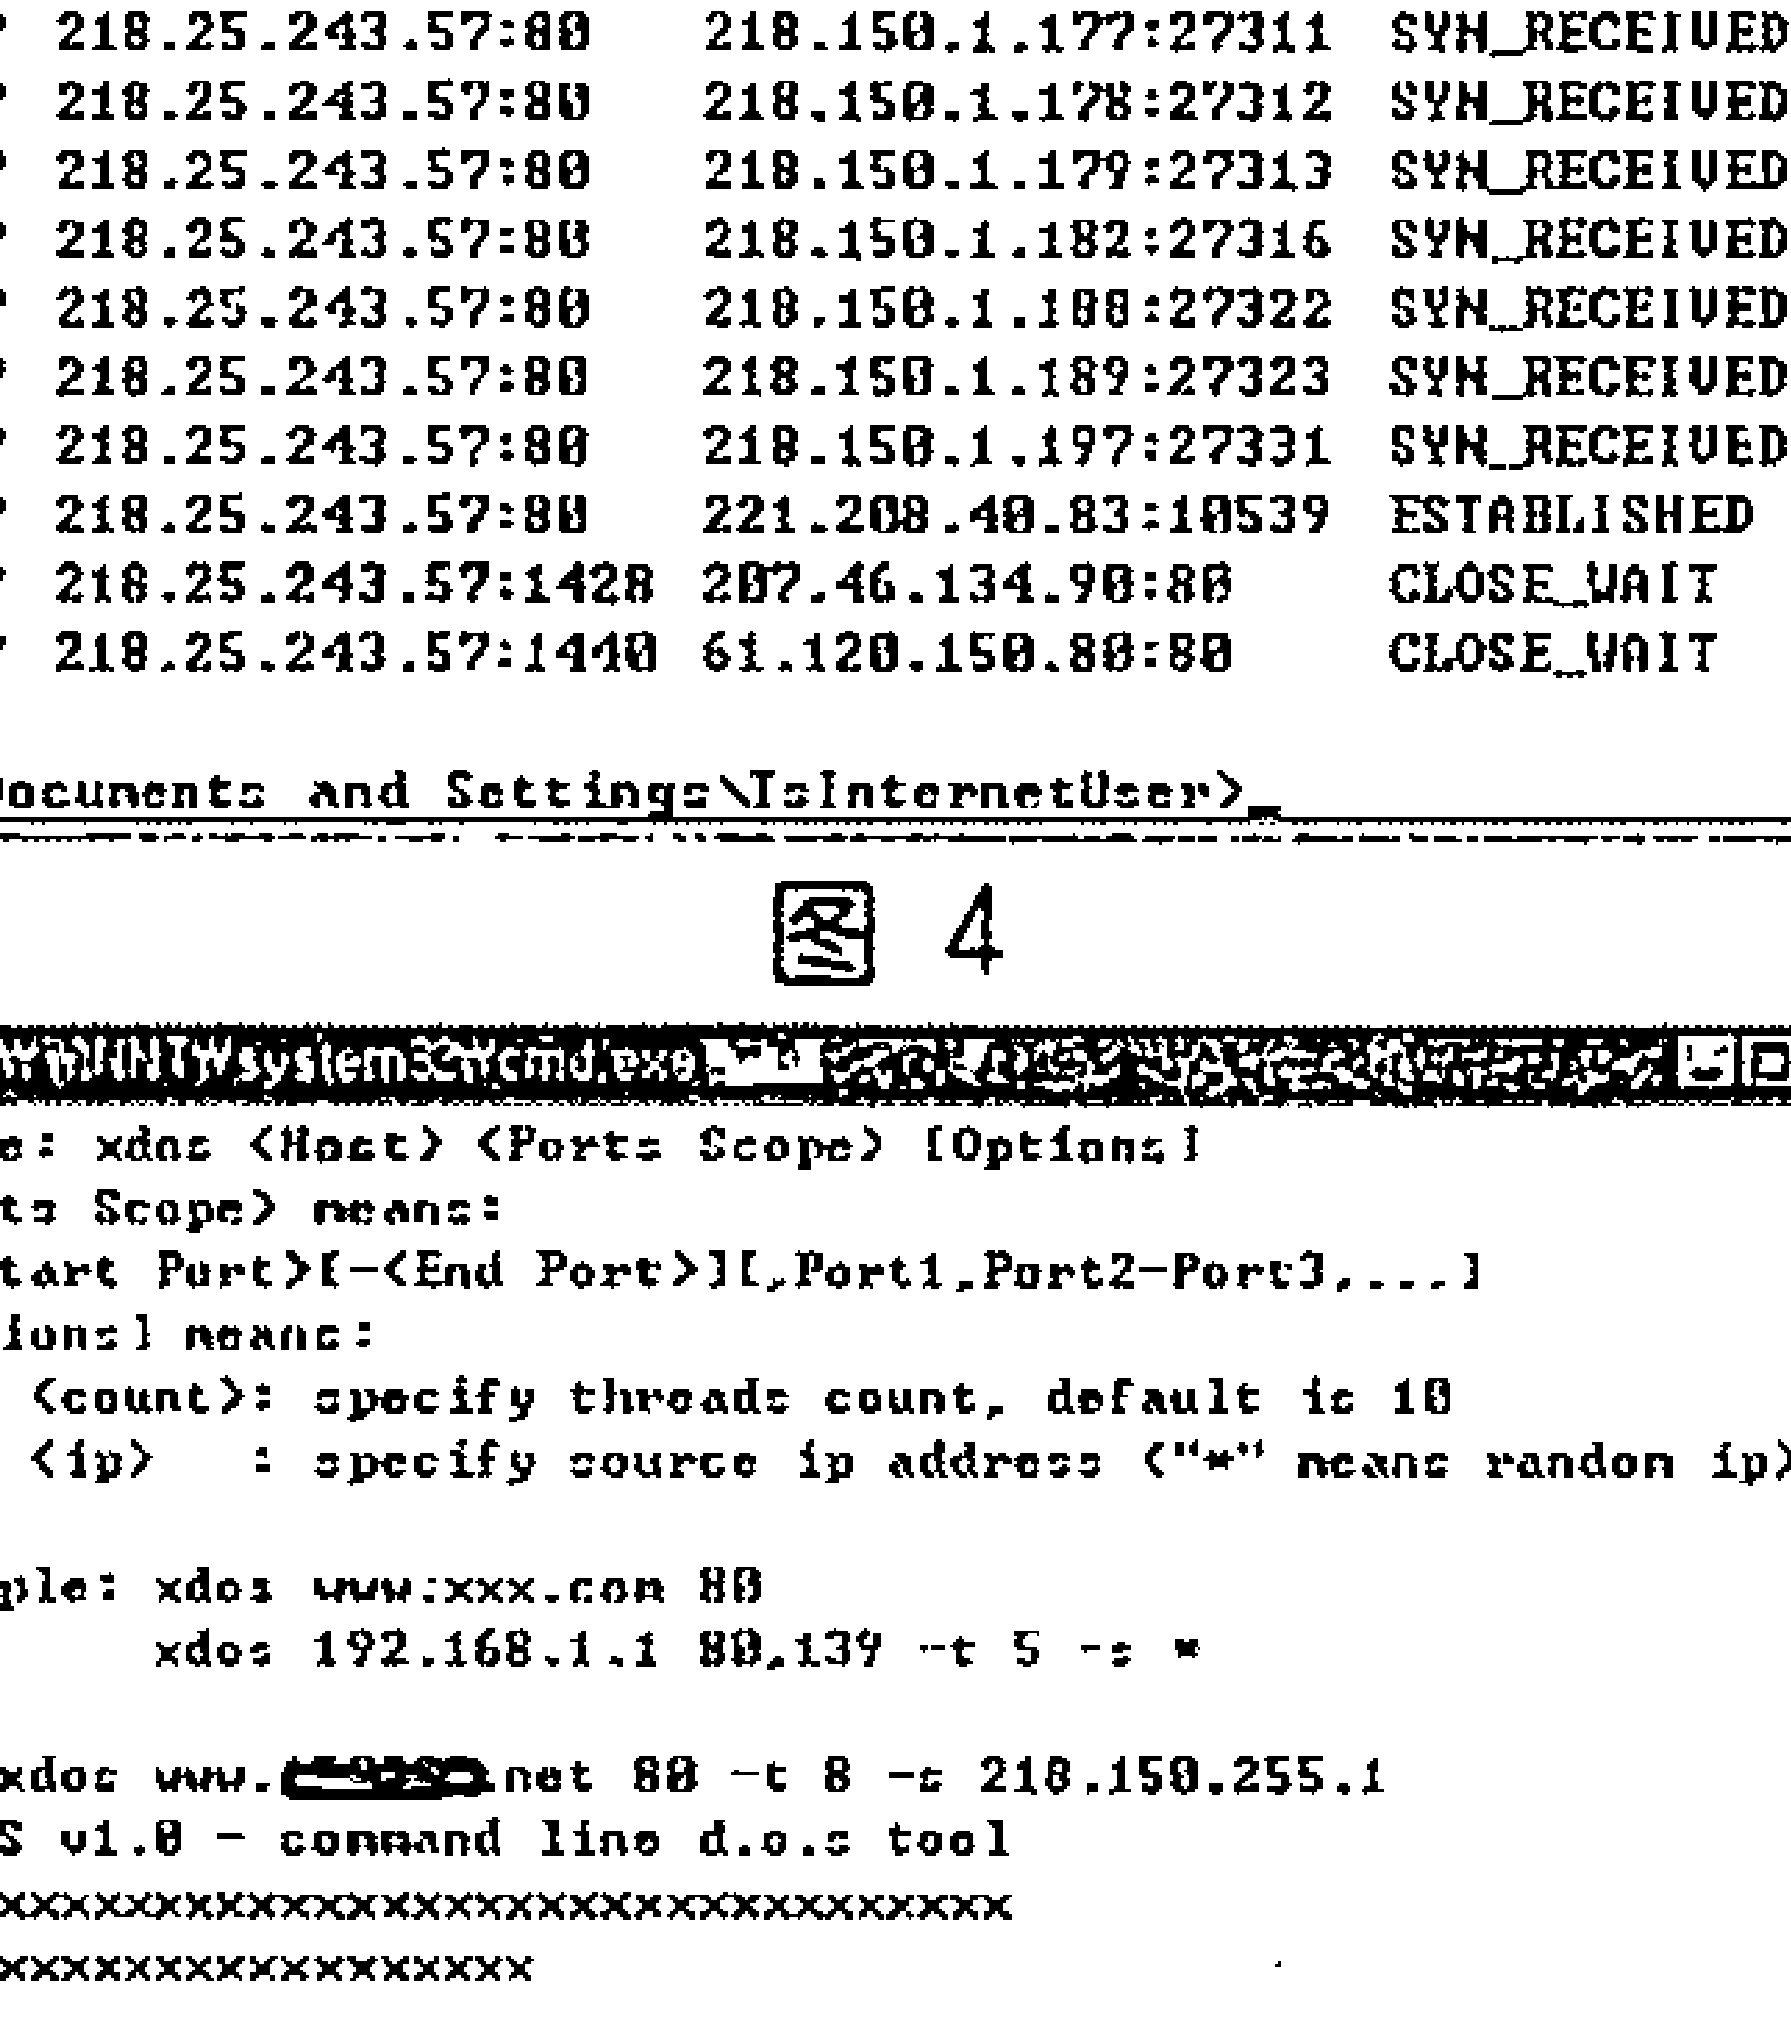 218.25.243.57:80 218.150.1.177:27311 SYN_RECEIVED
218.25.243.57:80 218.150.1.178:27312 SYN_RECEIVED
218.25.243.57:80 218.150.1.179:27313 SYN_RECEIVED
218.25.243.57:80 218.150.1.182:27316 SYN_RECEIVED
218.25.243.57:80 218.150.1.188:27322 SYN_RECEIVED
218.25.243.57:80 218.150.1.189:27323 SYN_RECEIVED
218.25.243.57:80 218.150.1.197:27331 SYN_RECEIVED
218.25.243.57:80 221.208.40.83:10539 ESTABLISHED
218.25.243.57:1428 207.46.134.90:80 CLOSE_WAIT
218.25.243.57:1440 61.120.150.80:80 CLOSE_WAIT
ocuments and Settings\TsInternetUser>_
图 4
e: xdos <Host> <Ports Scope> [Options]
ts Scope> means:
tart Port>[-<End Port>][,Port1,Port2-Port3,...]
ions] means:
<count>: specify threads count, default is 10
<ip> : specify source ip address ("*" means random ip)
ple: xdos www.xxx.com 80
xdos 192.168.1.1 80,139 -t 5 -s *
xdos www. .net 80 -t 8 -s 218.150.255.1
S v1.0 - command line d.o.s tool
xxxxxxxxxxxxxxxxxxxxxxxxxxxxxxxxx
xxxxxxxxxxxxxxxxx